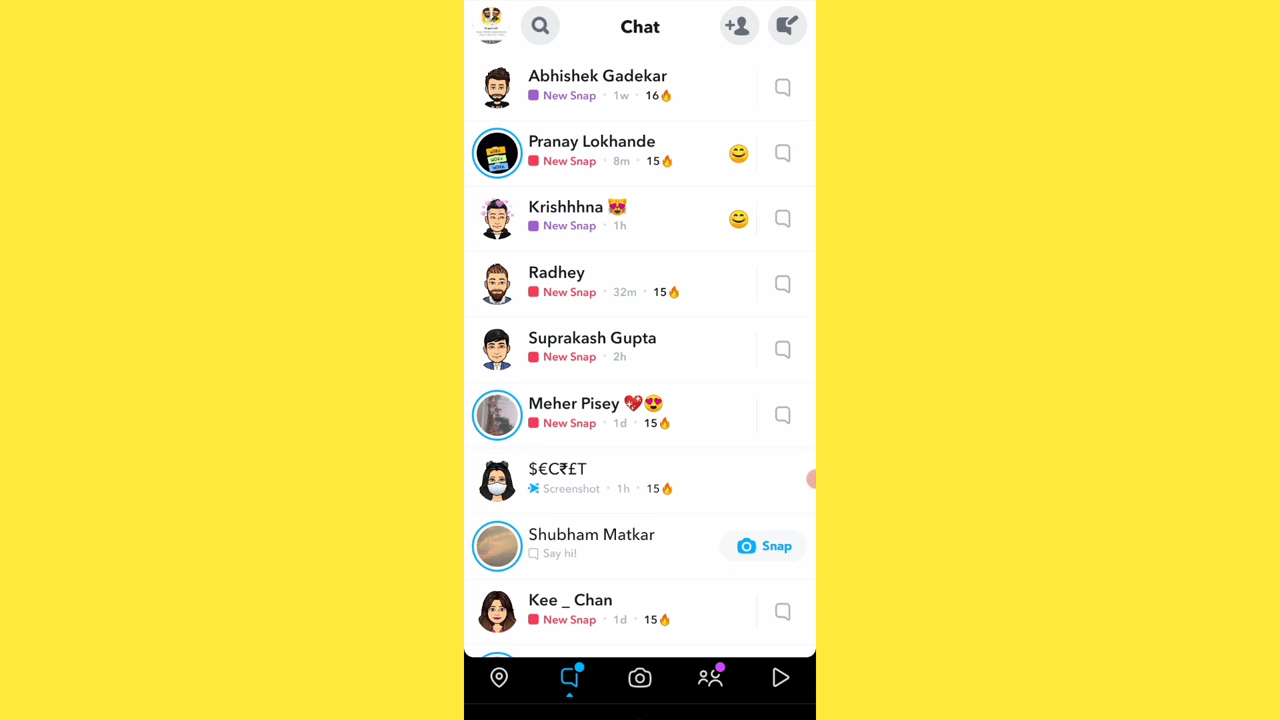 Chat
Abhishek Gadekar
New Snap · 1w · 16🔥
Pranay Lokhande
New Snap · 8m · 15🔥
😊
Krishhhna 😻
New Snap · 1h
😊
Radhey
New Snap · 32m · 15🔥
Suprakash Gupta
New Snap · 2h
Meher Pisey 💖😍
New Snap · 1d · 15🔥
$€C₹£T
Screenshot · 1h · 15🔥
Shubham Matkar
Say hi!
Snap
Kee _ Chan
New Snap · 1d · 15🔥